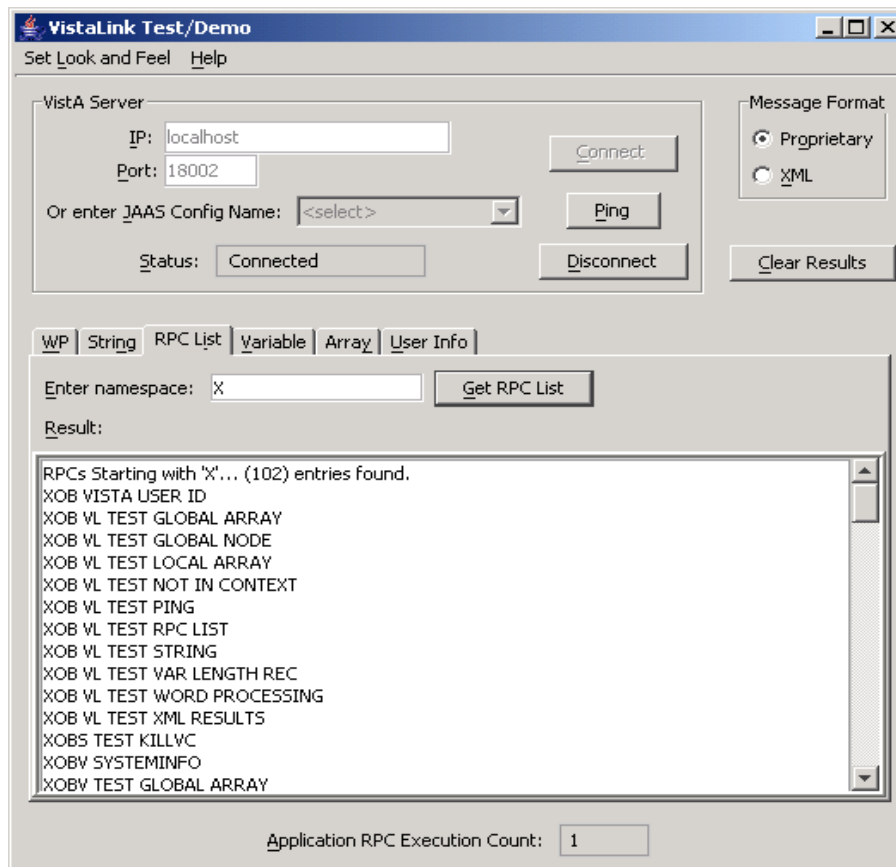 VistaLink Test/Demo
Set Look and Feel Help
VistA Server
IP: localhost
Port: 18002
Connect
Or enter JAAS Config Name: <select>
Ping
Status: Connected
Disconnect
Message Format
Proprietary
XML
Clear Results
WP String RPC List Variable Array User Info
Enter namespace: X Get RPC List
Result:
RPCs Starting with 'X'... (102) entries found.
XOB VISTA USER ID
XOB VL TEST GLOBAL ARRAY
XOB VL TEST GLOBAL NODE
XOB VL TEST LOCAL ARRAY
XOB VL TEST NOT IN CONTEXT
XOB VL TEST PING
XOB VL TEST RPC LIST
XOB VL TEST STRING
XOB VL TEST VAR LENGTH REC
XOB VL TEST WORD PROCESSING
XOB VL TEST XML RESULTS
XOBS TEST KILLVC
XOBV SYSTEMINFO
XOBV TEST GLOBAL ARRAY
Application RPC Execution Count: 1